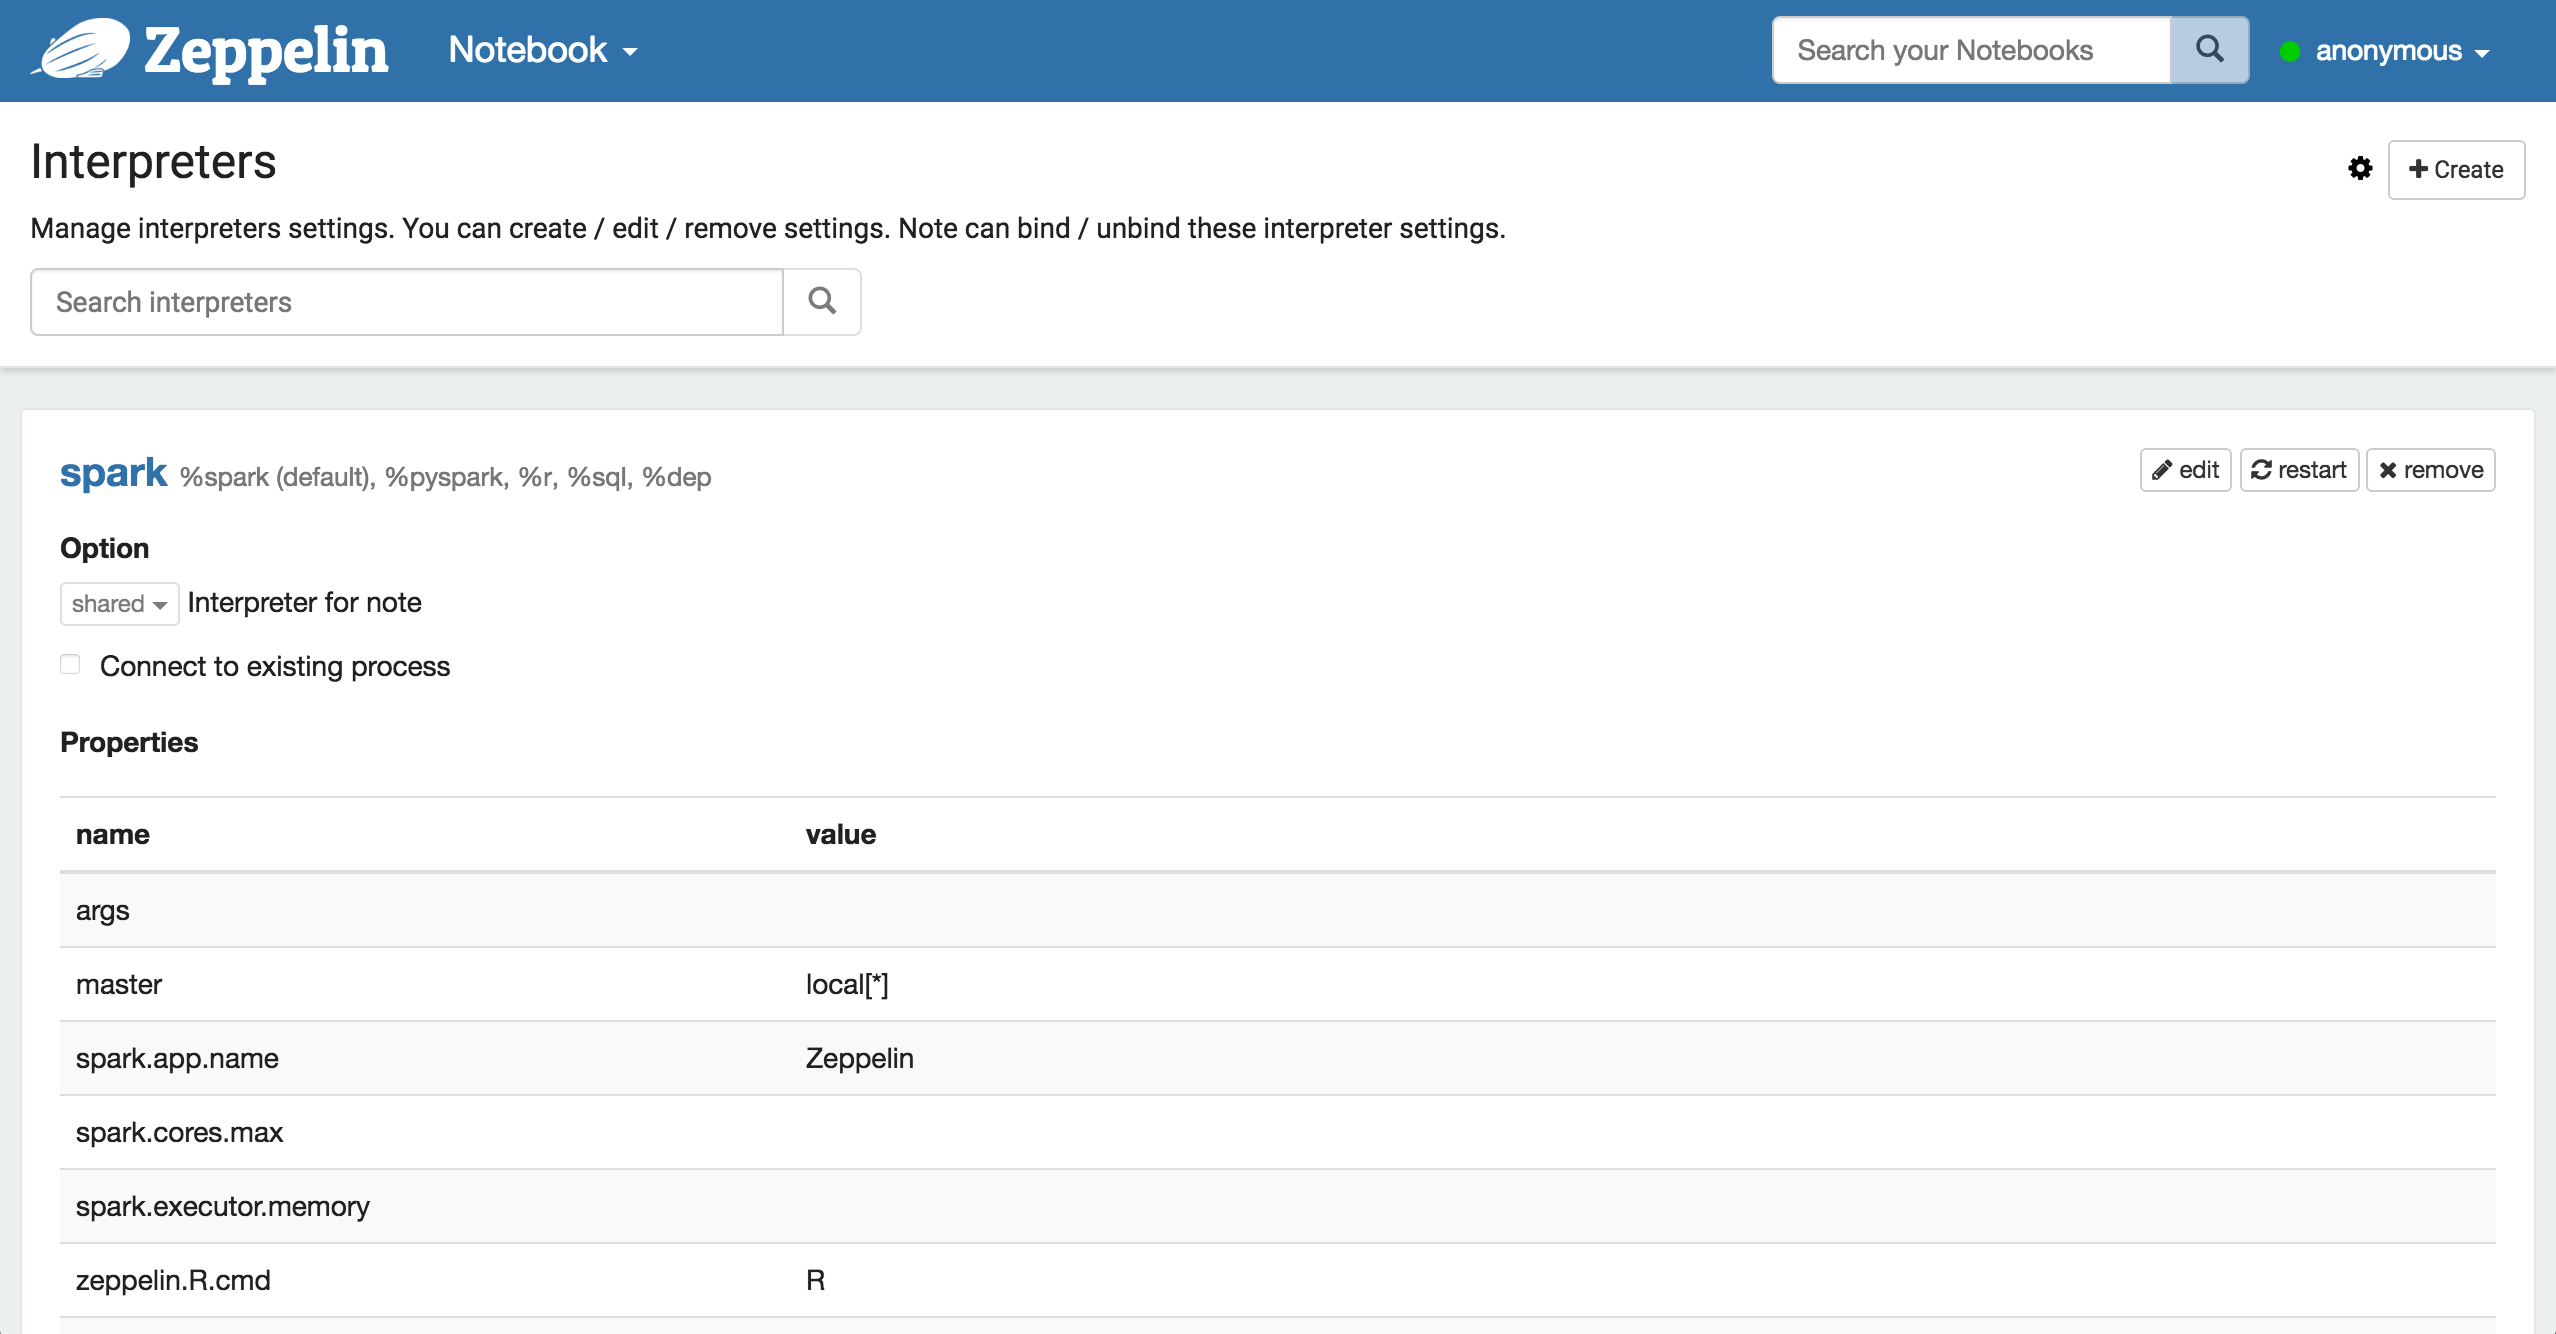 Zeppelin Notebook Search your Notebooks anonymous
Interpreters
Create
Manage interpreters settings. You can create / edit / remove settings. Note can bind / unbind these interpreter settings.
Search interpreters
spark %spark (default), %pyspark, %r, %sql, %dep edit restart remove
Option
shared Interpreter for note
Connect to existing process
Properties
name value
args
master local[*]
spark.app.name Zeppelin
spark.cores.max
spark.executor.memory
zeppelin.R.cmd R